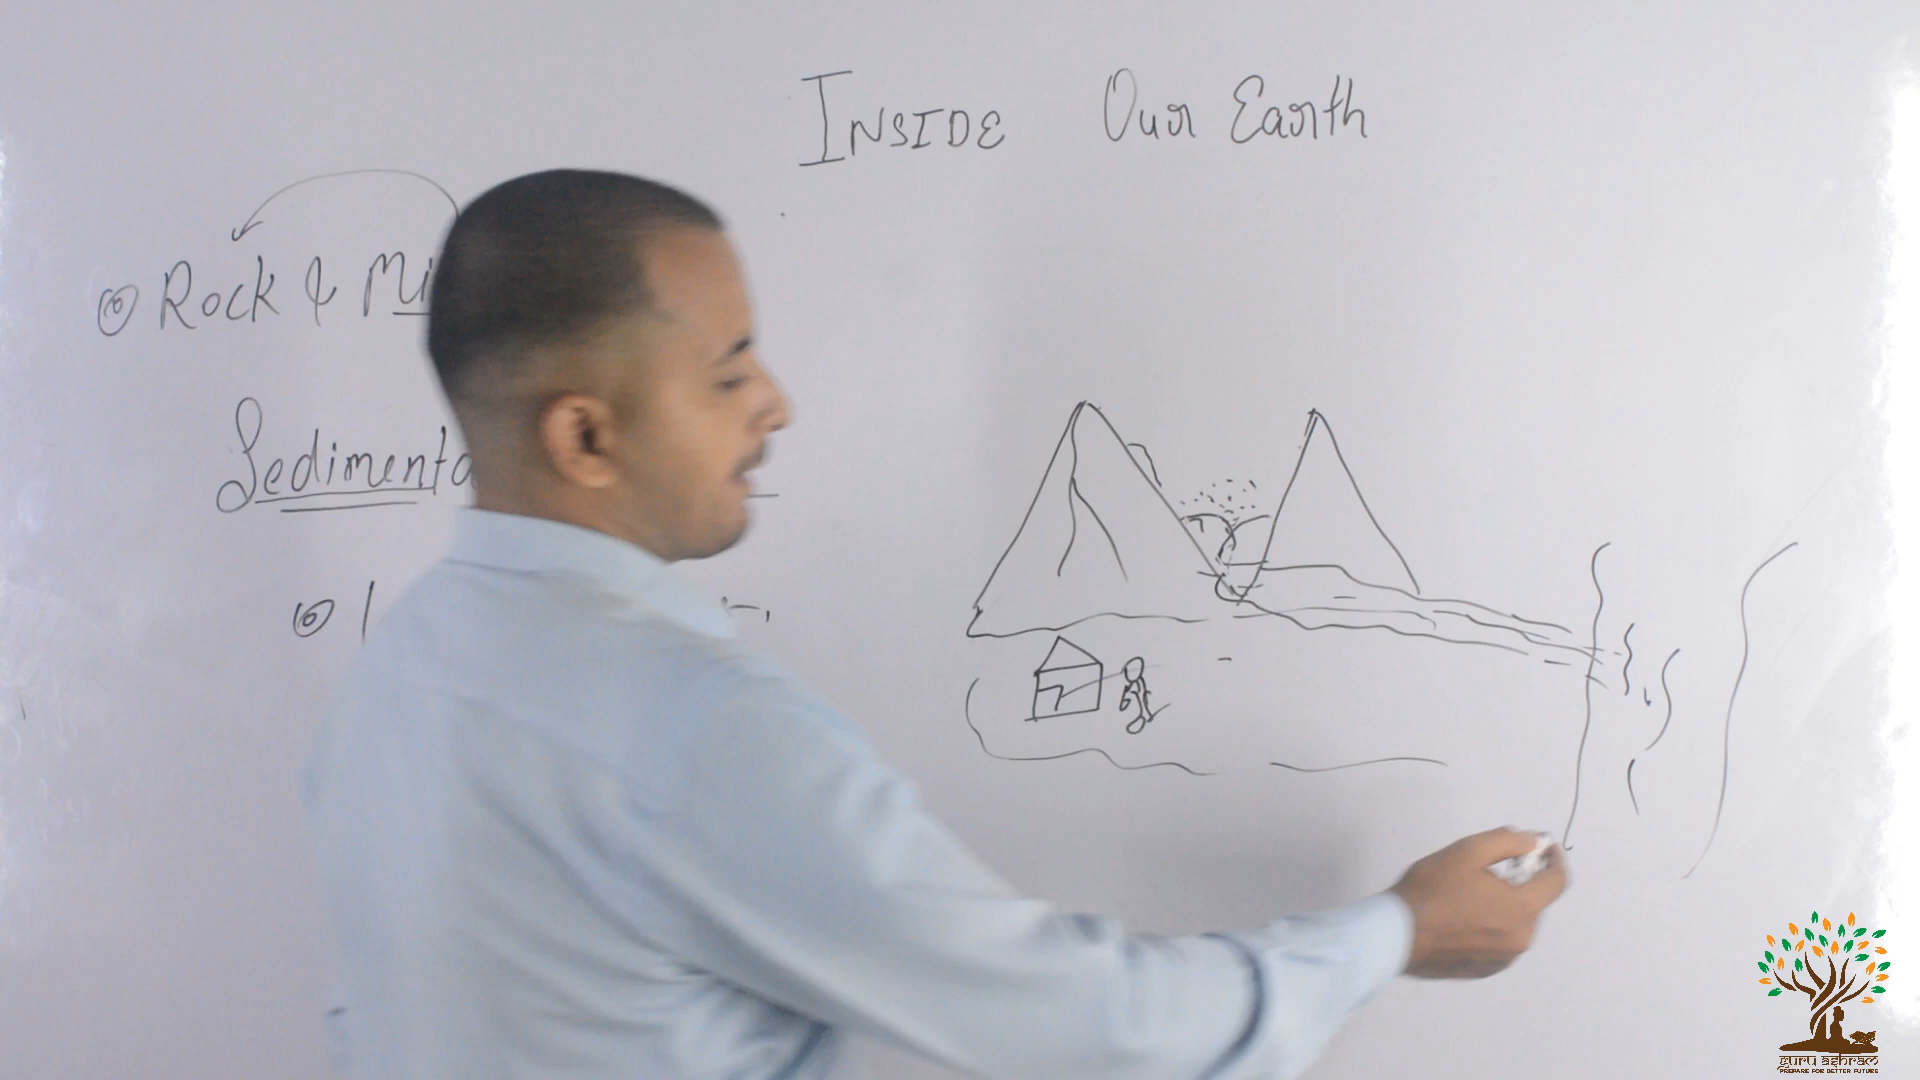 INSIDE Our Earth
Rock & Mi
Sedimenta
guru ashram
PREPARE FOR BETTER FUTURE